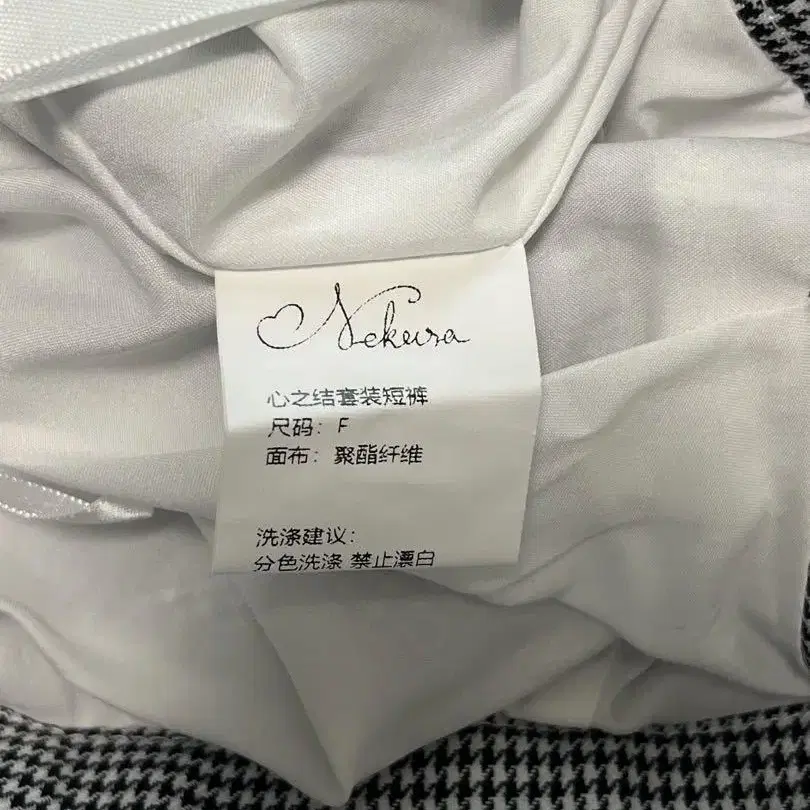 Nekura
心之结套装短裤
尺码：F
面布：聚酯纤维
洗涤建议：
分色洗涤 禁止漂白